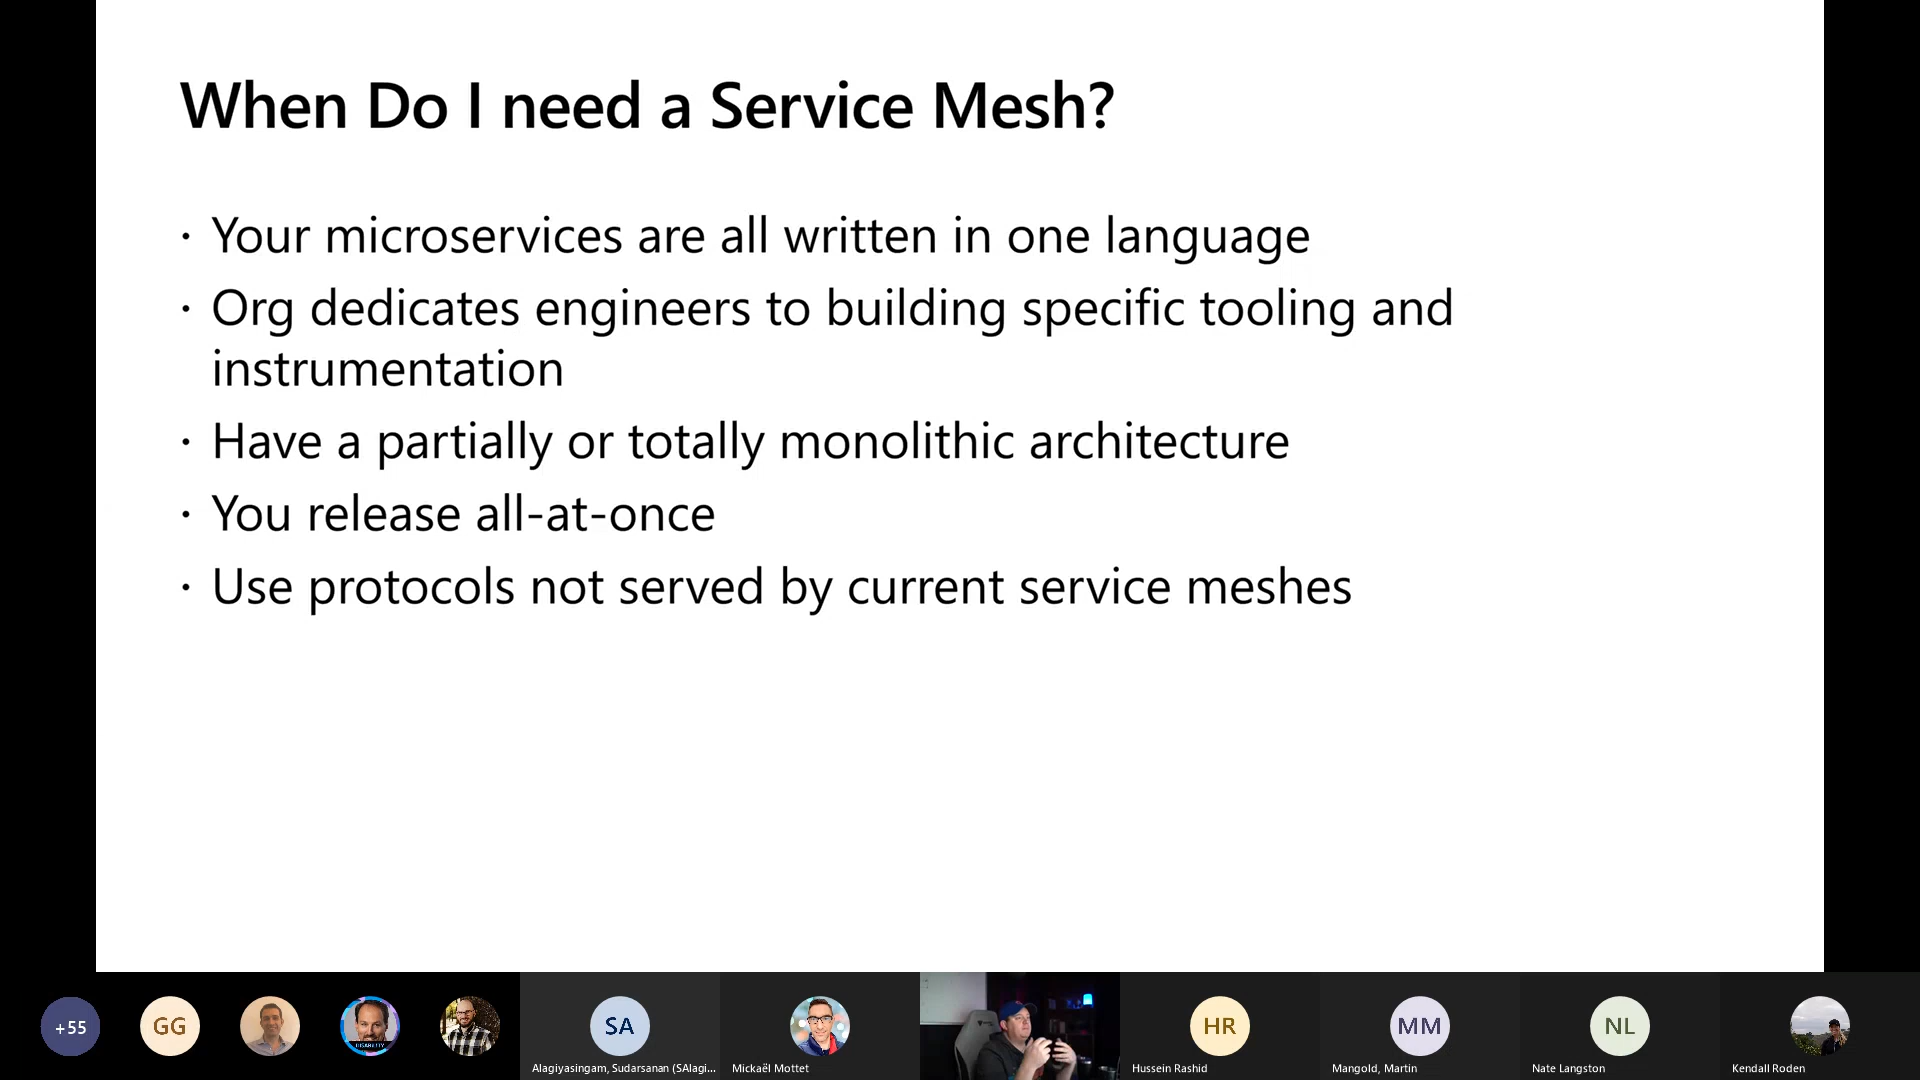 When Do I need a Service Mesh?
· Your microservices are all written in one language
· Org dedicates engineers to building specific tooling and
instrumentation
· Have a partially or totally monolithic architecture
· You release all-at-once
· Use protocols not served by current service meshes
+55
GG
SA
HR
MM
NL
Alagiyasingam, Sudarsanan (SAlagi...
Mickaël Mottet
Hussein Rashid
Mangold, Martin
Nate Langston
Kendall Roden